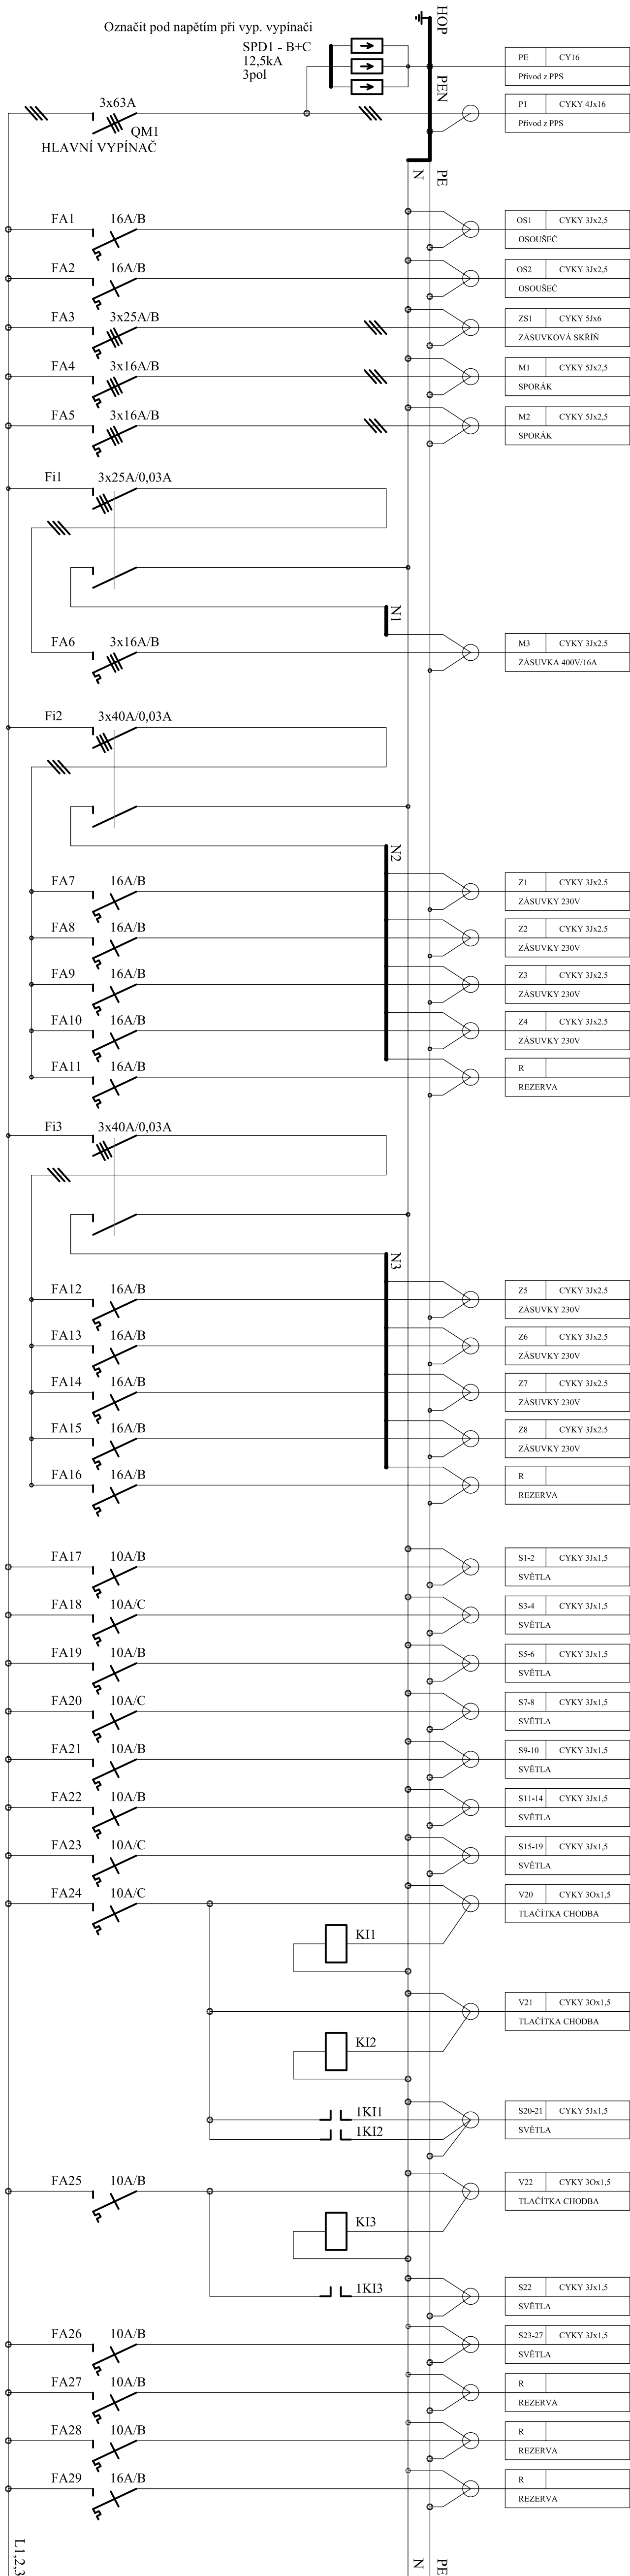 Označit pod napětím při vyp. vypínači
SPD1 - B+C
12,5kA
3pol
HOP
PEN
PE CY16
Přívod z PPS
3x63A
QM1
HLAVNÍ VYPÍNAČ
P1 CYKY 4Jx16
Přívod z PPS
N
PE
FA1 16A/B OS1 CYKY 3Jx2,5
OSOUŠEČ
FA2 16A/B OS2 CYKY 3Jx2,5
OSOUŠEČ
FA3 3x25A/B ZS1 CYKY 5Jx6
ZÁSUVKOVÁ SKŘÍŇ
FA4 3x16A/B M1 CYKY 5Jx2,5
SPORÁK
FA5 3x16A/B M2 CYKY 5Jx2,5
SPORÁK
Fi1 3x25A/0,03A
N1
FA6 3x16A/B M3 CYKY 3Jx2.5
ZÁSUVKA 400V/16A
Fi2 3x40A/0,03A
N2
FA7 16A/B Z1 CYKY 3Jx2.5
ZÁSUVKY 230V
FA8 16A/B Z2 CYKY 3Jx2.5
ZÁSUVKY 230V
FA9 16A/B Z3 CYKY 3Jx2.5
ZÁSUVKY 230V
FA10 16A/B Z4 CYKY 3Jx2.5
ZÁSUVKY 230V
FA11 16A/B R
REZERVA
Fi3 3x40A/0,03A
N3
FA12 16A/B Z5 CYKY 3Jx2.5
ZÁSUVKY 230V
FA13 16A/B Z6 CYKY 3Jx2.5
ZÁSUVKY 230V
FA14 16A/B Z7 CYKY 3Jx2.5
ZÁSUVKY 230V
FA15 16A/B Z8 CYKY 3Jx2.5
ZÁSUVKY 230V
FA16 16A/B R
REZERVA
FA17 10A/B S1-2 CYKY 3Jx1,5
SVĚTLA
FA18 10A/C S3-4 CYKY 3Jx1,5
SVĚTLA
FA19 10A/B S5-6 CYKY 3Jx1,5
SVĚTLA
FA20 10A/C S7-8 CYKY 3Jx1,5
SVĚTLA
FA21 10A/B S9-10 CYKY 3Jx1,5
SVĚTLA
FA22 10A/B S11-14 CYKY 3Jx1,5
SVĚTLA
FA23 10A/C S15-19 CYKY 3Jx1,5
SVĚTLA
FA24 10A/C V20 CYKY 3Ox1,5
TLAČÍTKA CHODBA
KI1
V21 CYKY 3Ox1,5
TLAČÍTKA CHODBA
KI2
1KI1 S20-21 CYKY 5Jx1,5
1KI2 SVĚTLA
FA25 10A/B V22 CYKY 3Ox1,5
TLAČÍTKA CHODBA
KI3
1KI3 S22 CYKY 3Jx1,5
SVĚTLA
FA26 10A/B S23-27 CYKY 3Jx1,5
SVĚTLA
FA27 10A/B R
REZERVA
FA28 10A/B R
REZERVA
FA29 16A/B R
REZERVA
L1,2,3
N
PE